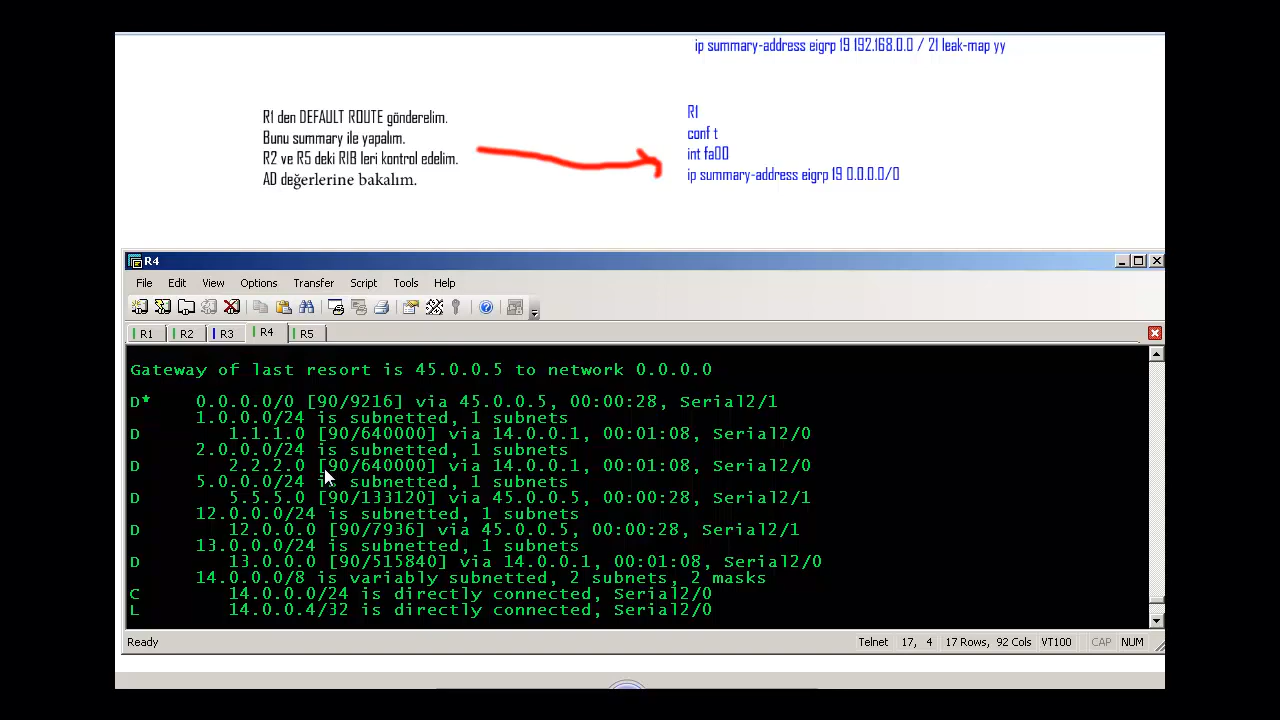 ip summary-address eigrp 19 192.168.0.0 / 21 leak-map yy
R1 den DEFAULT ROUTE gönderelim.
Bunu summary ile yapalım.
R2 ve R5 deki RIB leri kontrol edelim.
AD değerlerine bakalım.
R1
conf t
int fa0/0
ip summary-address eigrp 19 0.0.0.0/0
R4
File Edit View Options Transfer Script Tools Help
R1 R2 R3 R4 R5
Gateway of last resort is 45.0.0.5 to network 0.0.0.0
D* 0.0.0.0/0 [90/9216] via 45.0.0.5, 00:00:28, Serial2/1
1.0.0.0/24 is subnetted, 1 subnets
D 1.1.1.0 [90/640000] via 14.0.0.1, 00:01:08, Serial2/0
2.0.0.0/24 is subnetted, 1 subnets
D 2.2.2.0 [90/640000] via 14.0.0.1, 00:01:08, Serial2/0
5.0.0.0/24 is subnetted, 1 subnets
D 5.5.5.0 [90/133120] via 45.0.0.5, 00:00:28, Serial2/1
12.0.0.0/24 is subnetted, 1 subnets
D 12.0.0.0 [90/7936] via 45.0.0.5, 00:00:28, Serial2/1
13.0.0.0/24 is subnetted, 1 subnets
D 13.0.0.0 [90/515840] via 14.0.0.1, 00:01:08, Serial2/0
14.0.0.0/8 is variably subnetted, 2 subnets, 2 masks
C 14.0.0.0/24 is directly connected, Serial2/0
L 14.0.0.4/32 is directly connected, Serial2/0
Ready Telnet 17, 4 17 Rows, 92 Cols VT100 CAP NUM